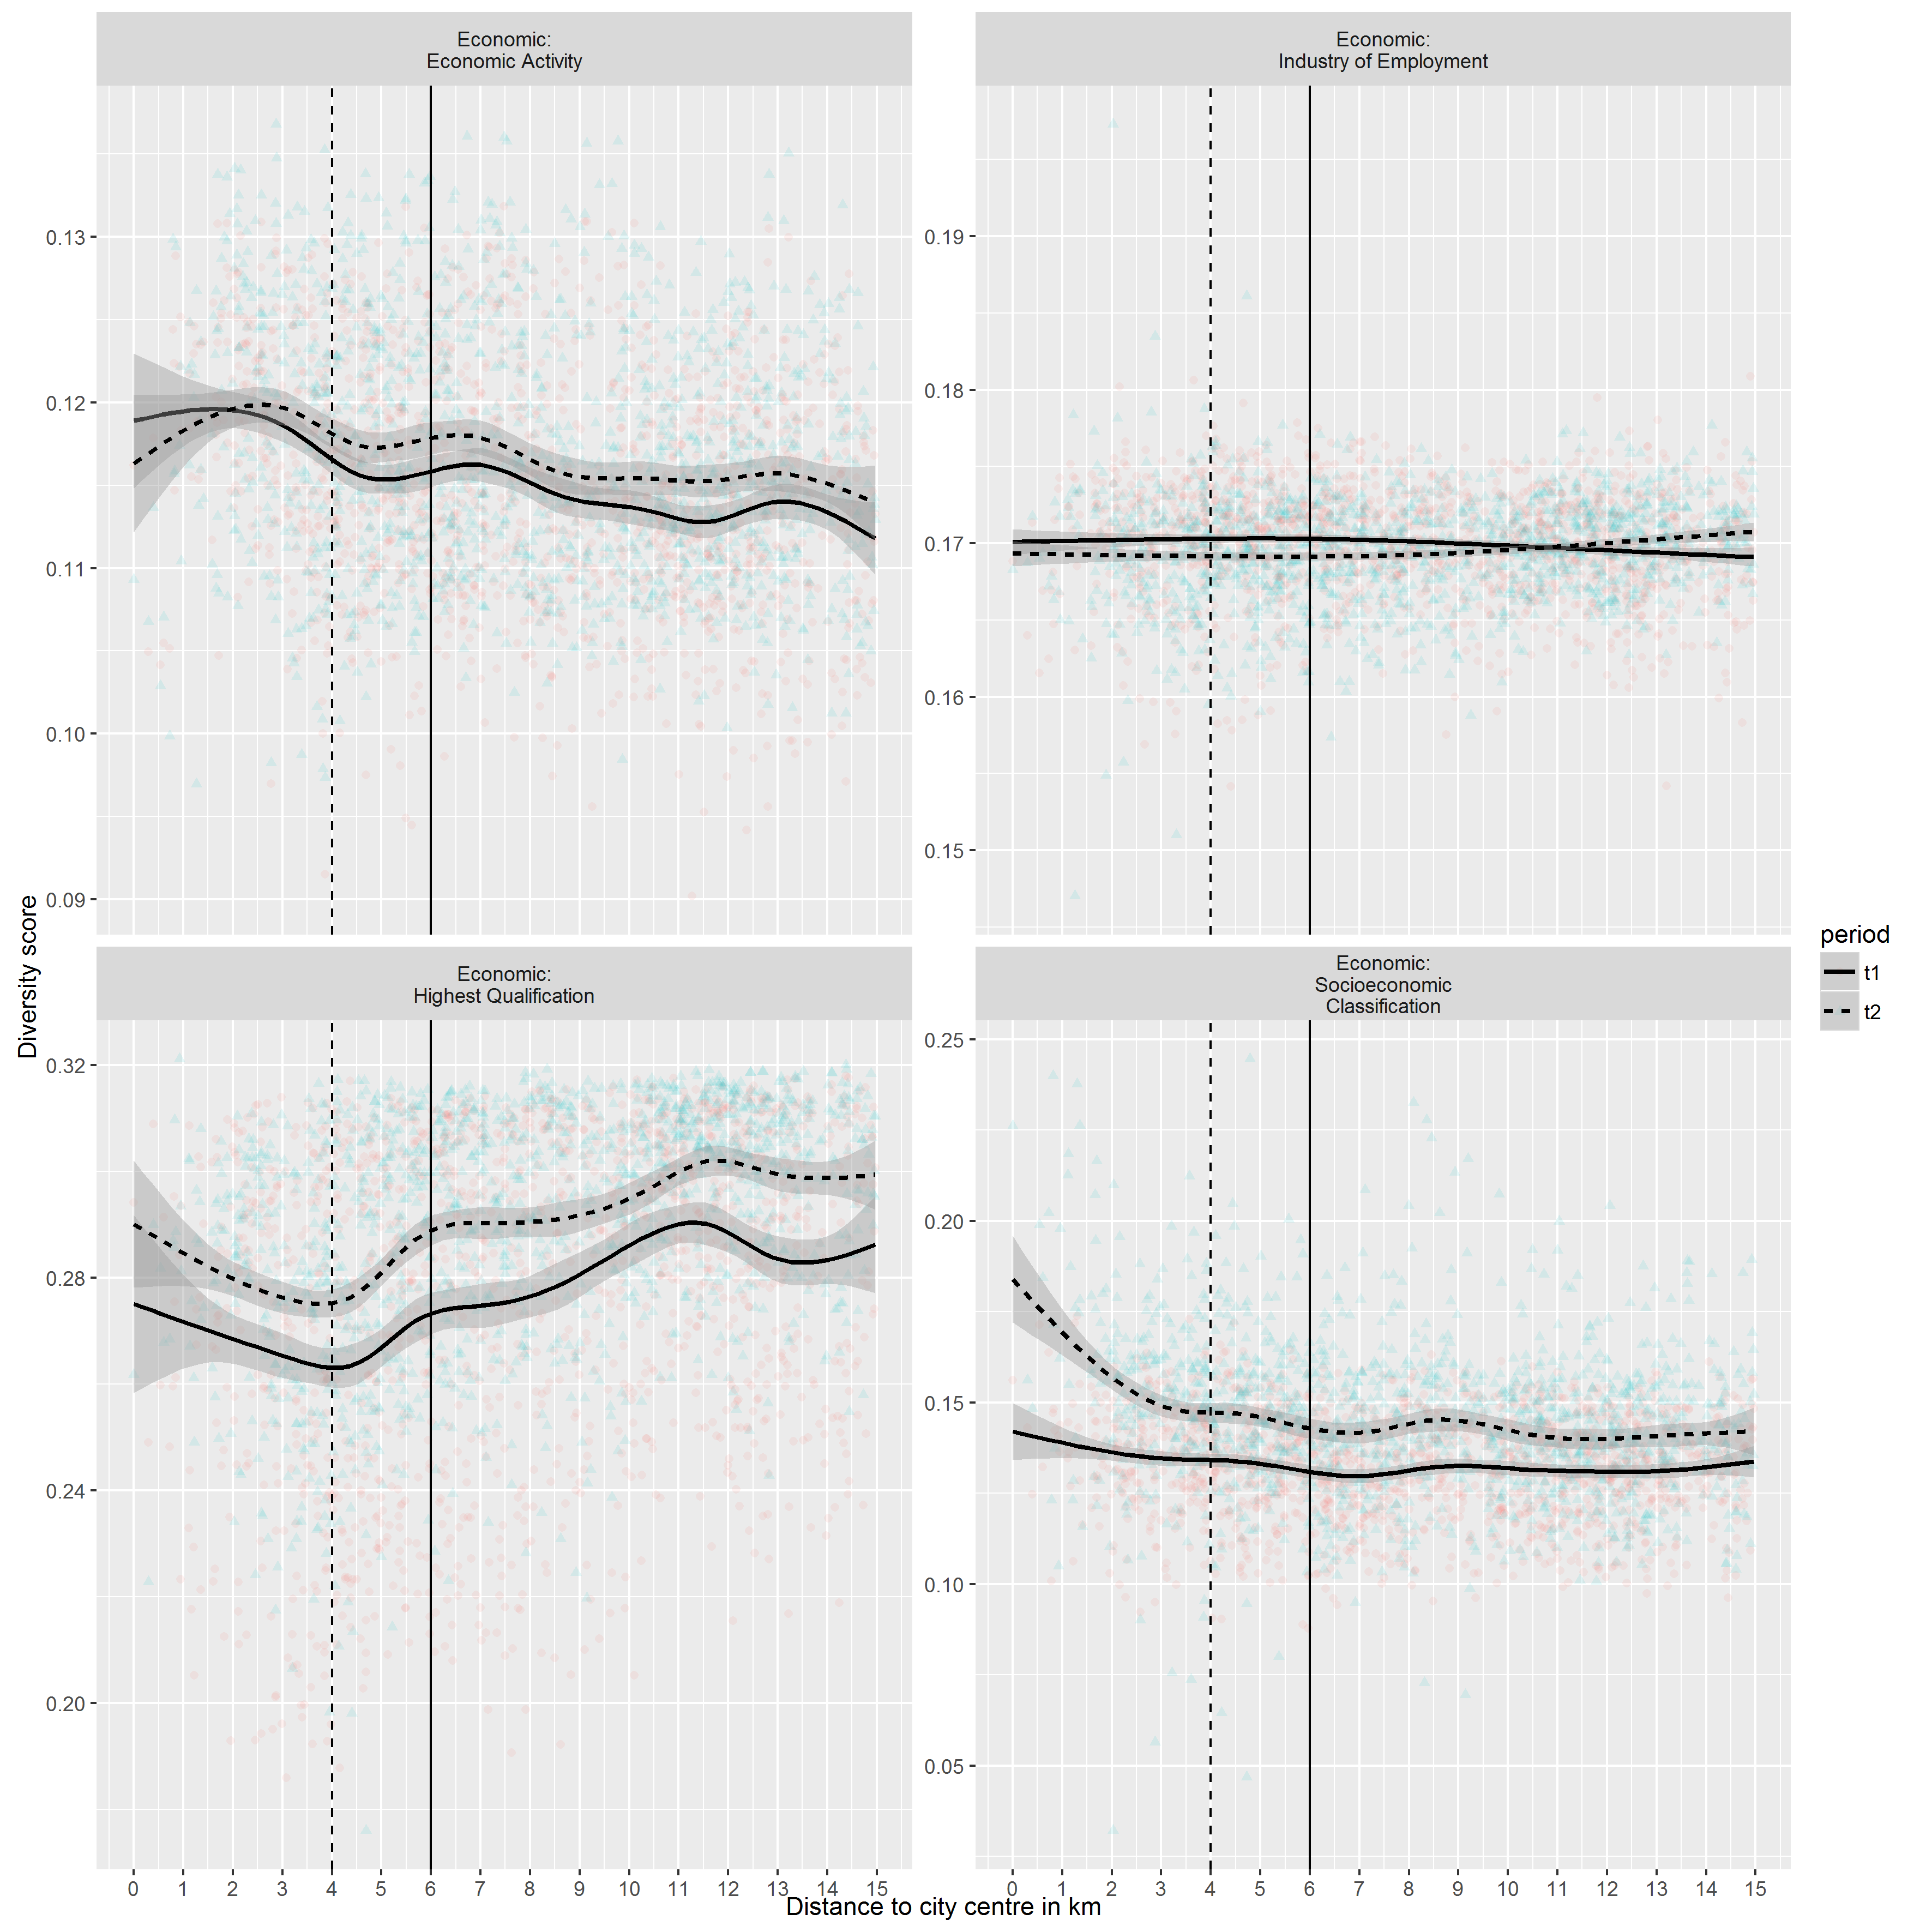 Economic:
Economic Activity
Economic:
Industry of Employment
0.13
0.12
0.11
0.10
0.09
0.19
0.18
0.17
0.16
0.15
Diversity score
period
t1
t2
Economic:
Highest Qualification
Economic:
Socioeconomic
Classification
0.32
0.28
0.24
0.20
0.25
0.20
0.15
0.10
0.05
0 1 2 3 4 5 6 7 8 9 10 11 12 13 14 15
0 1 2 3 4 5 6 7 8 9 10 11 12 13 14 15
Distance to city centre in km